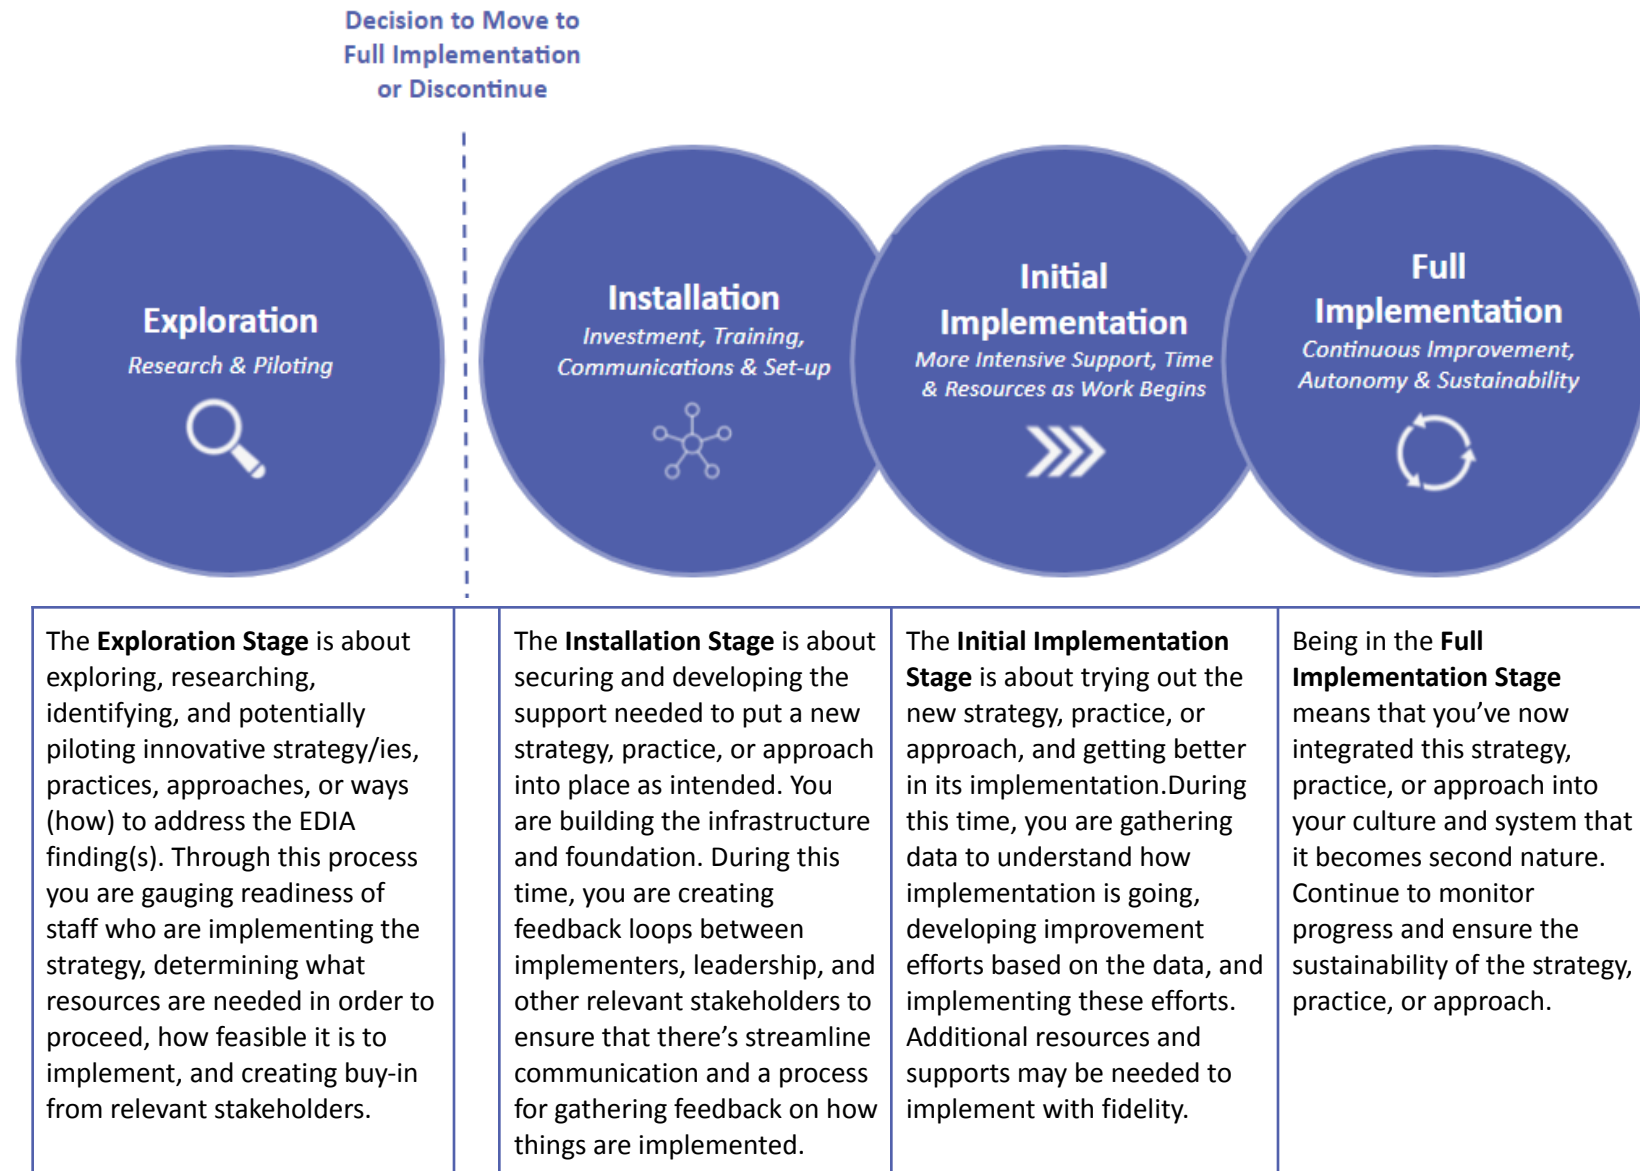 Decision to Move to
Full Implementation
or Discontinue
Exploration
Research & Piloting
Installation
Investment, Training,
Communications & Set-up
Initial
Implementation
More Intensive Support, Time
& Resources as Work Begins
Full
Implementation
Continuous Improvement,
Autonomy & Sustainability
The Exploration Stage is about
exploring, researching,
identifying, and potentially
piloting innovative strategy/ies,
practices, approaches, or ways
(how) to address the EDIA
finding(s). Through this process
you are gauging readiness of
staff who are implementing the
strategy, determining what
resources are needed in order to
proceed, how feasible it is to
implement, and creating buy-in
from relevant stakeholders.
The Installation Stage is about
securing and developing the
support needed to put a new
strategy, practice, or approach
into place as intended. You
are building the infrastructure
and foundation. During this
time, you are creating
feedback loops between
implementers, leadership, and
other relevant stakeholders to
ensure that there's streamline
communication and a process
for gathering feedback on how
things are implemented.
The Initial Implementation
Stage is about trying out the
new strategy, practice, or
approach, and getting better
in its implementation.During
this time, you are gathering
data to understand how
implementation is going,
developing improvement
efforts based on the data, and
implementing these efforts.
Additional resources and
supports may be needed to
implement with fidelity.
Being in the Full
Implementation Stage
means that you've now
integrated this strategy,
practice, or approach into
your culture and system that
it becomes second nature.
Continue to monitor
progress and ensure the
sustainability of the strategy,
practice, or approach.